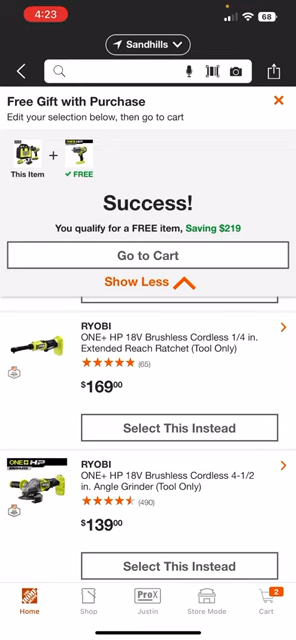 4:23
68
Sandhills
Free Gift with Purchase
Edit your selection below, then go to cart
This Item
FREE
Success!
You qualify for a FREE item, Saving $219
Go to Cart
Show Less
RYOBI
ONE+ HP 18V Brushless Cordless 1/4 in.
Extended Reach Ratchet (Tool Only)
(65)
$169⁰⁰
Select This Instead
ONE+ HP
RYOBI
ONE+ HP 18V Brushless Cordless 4-1/2
in. Angle Grinder (Tool Only)
(490)
$139⁰⁰
Select This Instead
Home
Shop
ProX
Justin
Store Mode
2
Cart